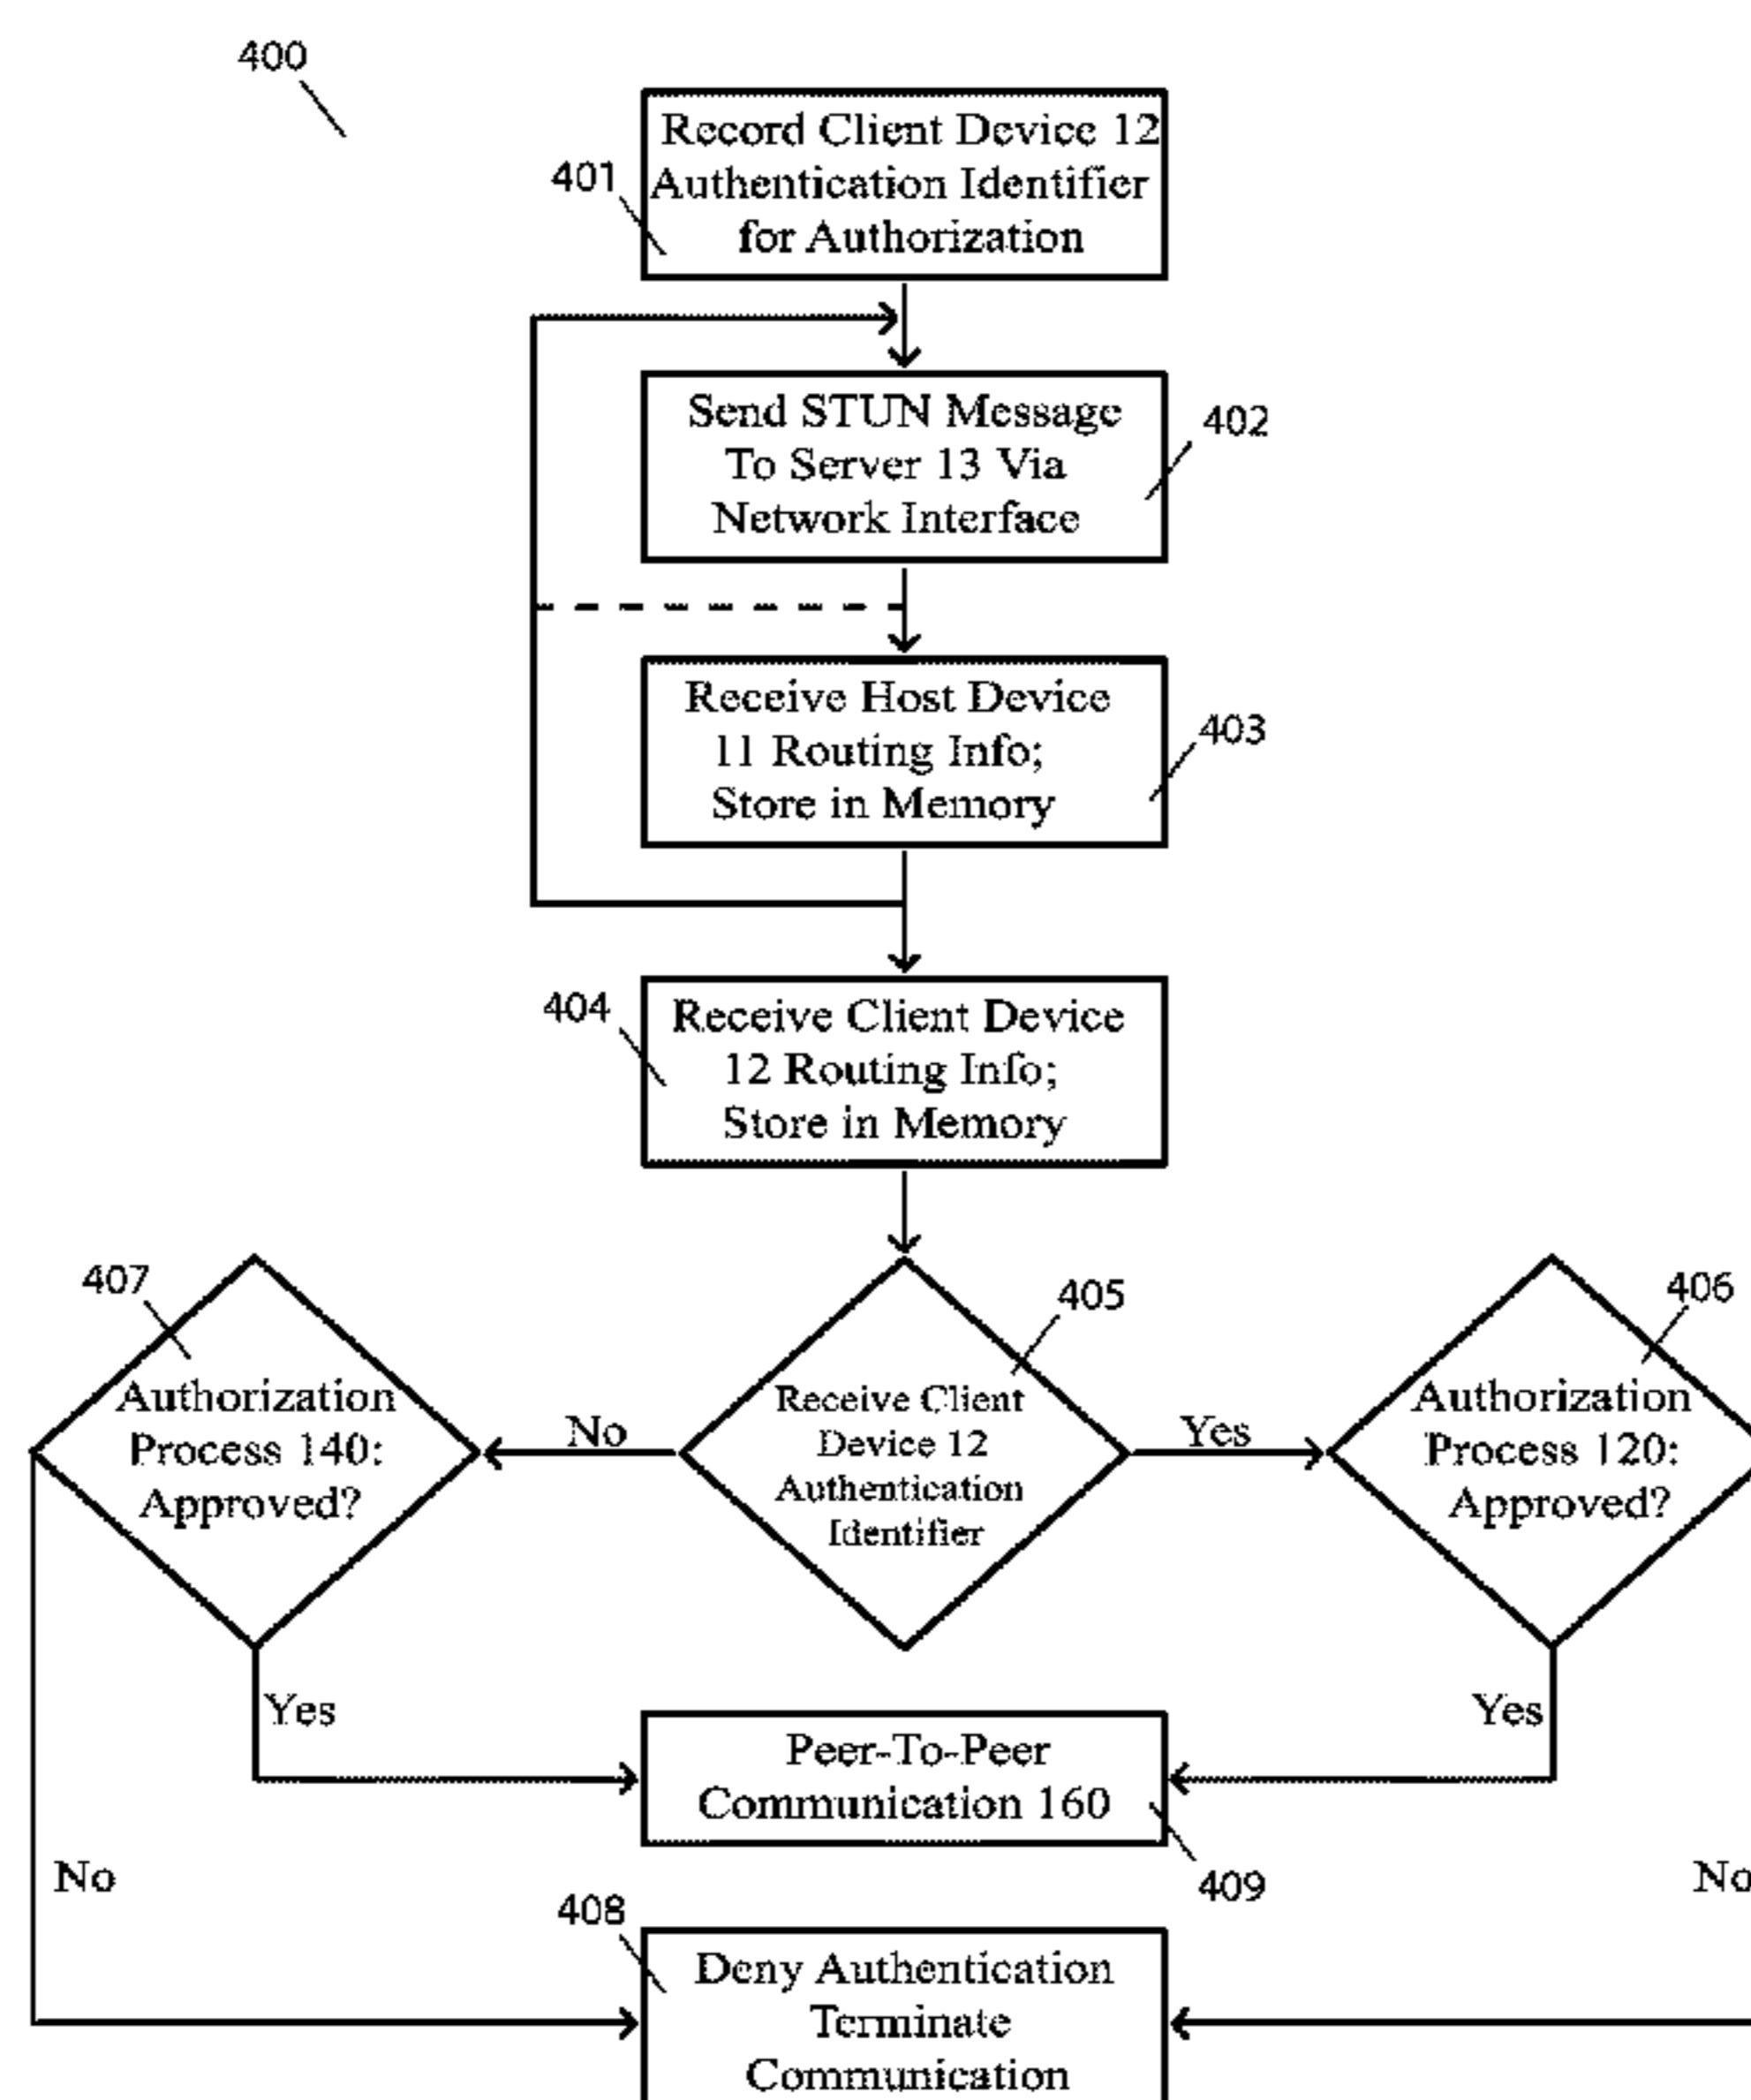 400
Record Client Device 12
Authentication Identifier
for Authorization
401
Send STUN Message
To Server 13 Via
Network Interface
402
Receive Host Device
11 Routing Info;
Store in Memory
403
404
Receive Client Device
12 Routing Info;
Store in Memory
407
Authorization
Process 140:
Approved?
No
405
Receive Client
Device 12
Authentication
Identifier
Yes
406
Authorization
Process 120:
Approved?
Yes
Yes
Peer-To-Peer
Communication 160
409
No
No
408
Deny Authentication
Terminate
Communication